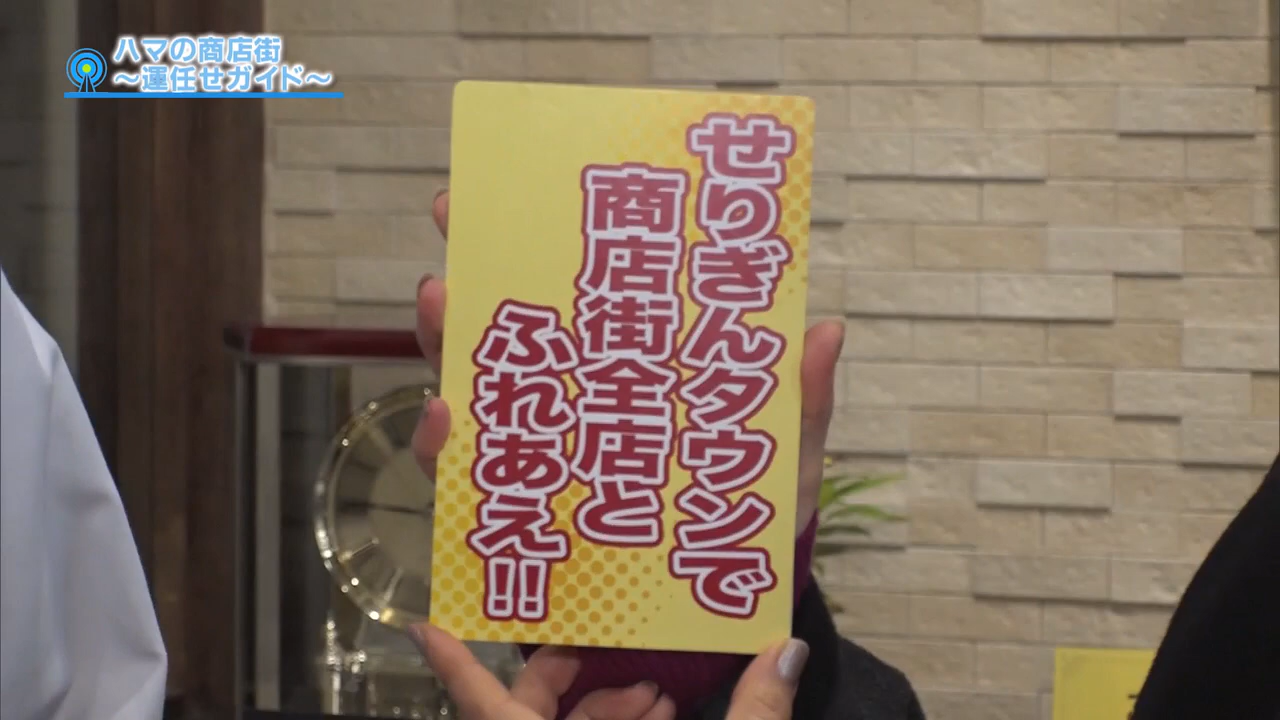 ハマの商店街
～運任せガイド～
せりぎんタウンで
商店街全店と
ふれあえ!!